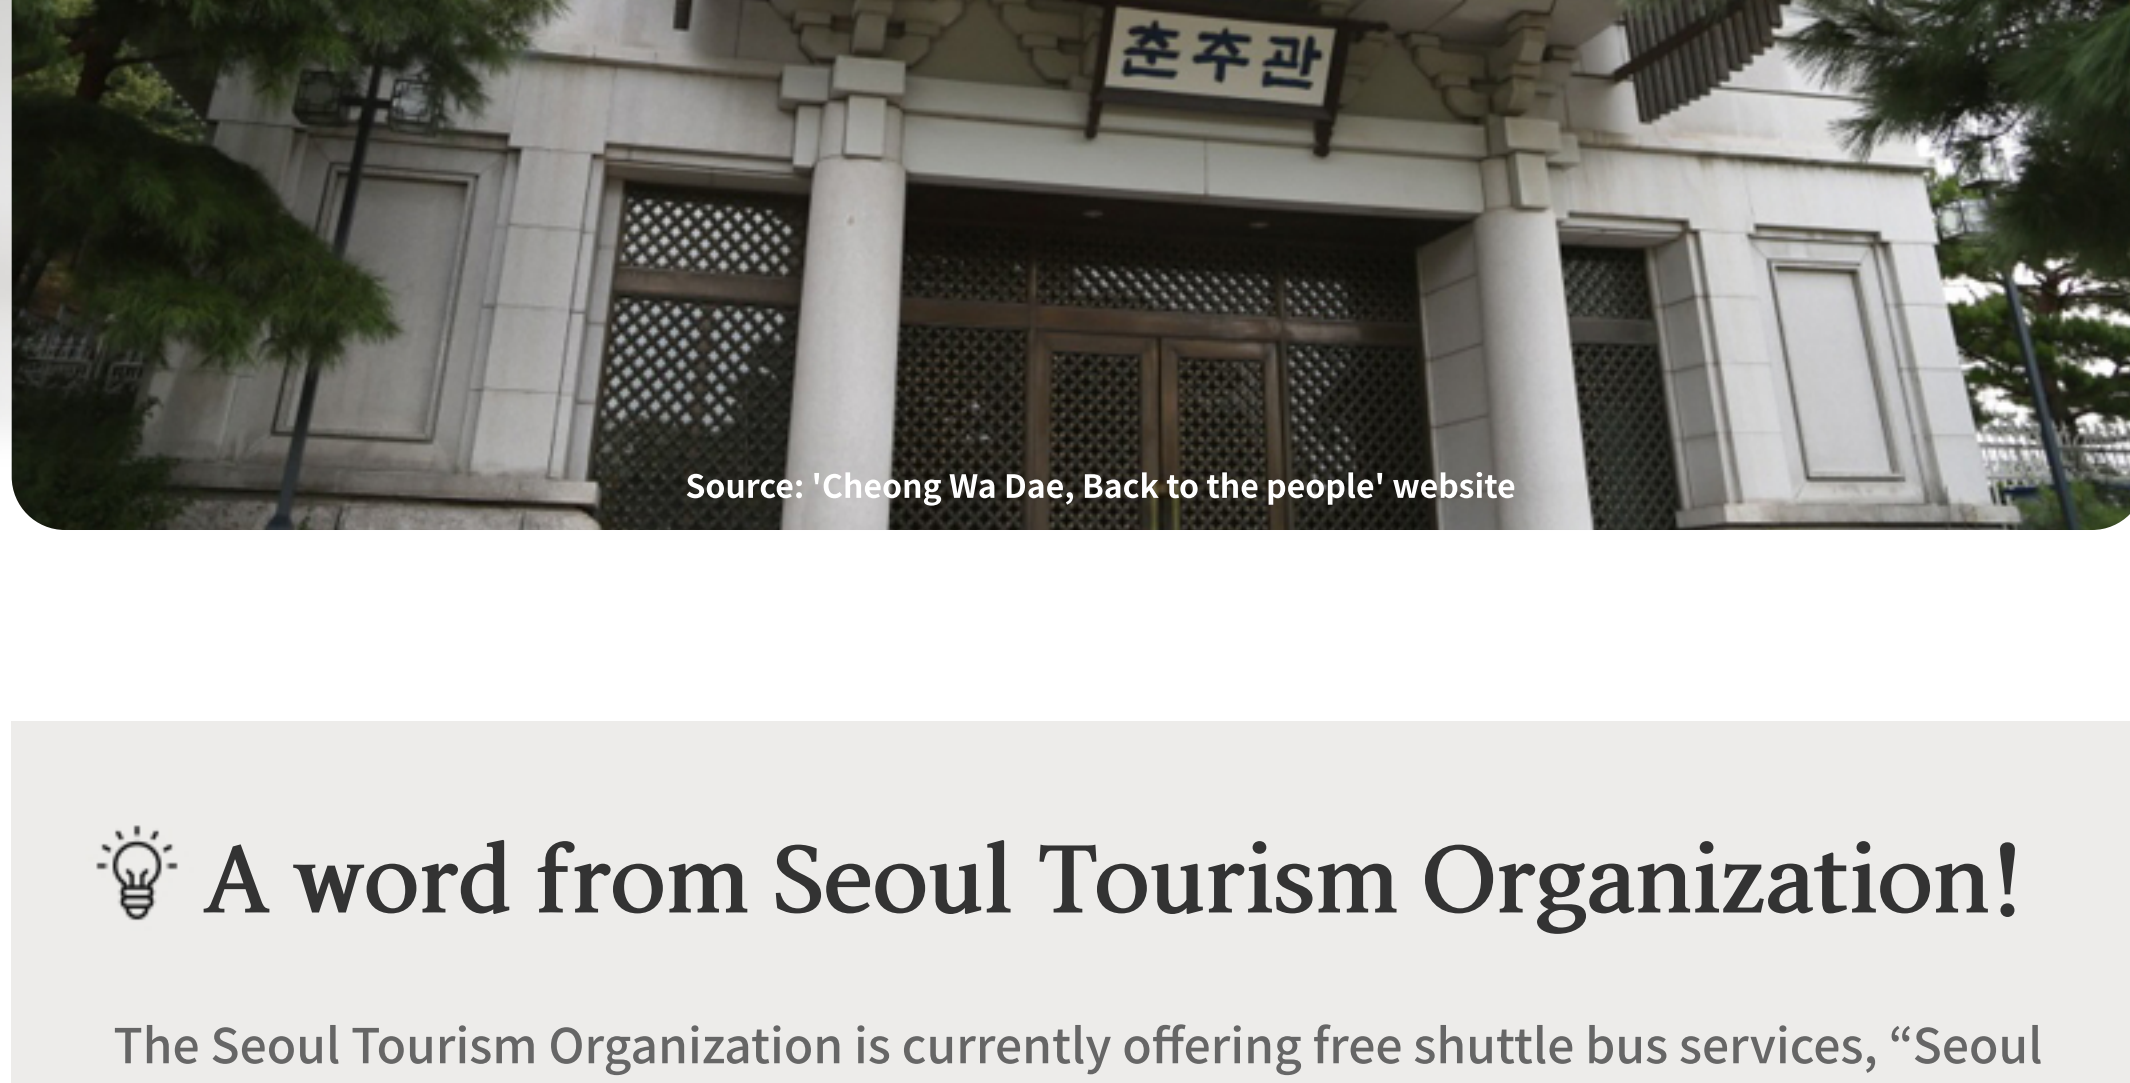 춘추관
Source: 'Cheong Wa Dae, Back to the people' website
A word from Seoul Tourism Organization!
The Seoul Tourism Organization is currently offering free shuttle bus services, “Seoul